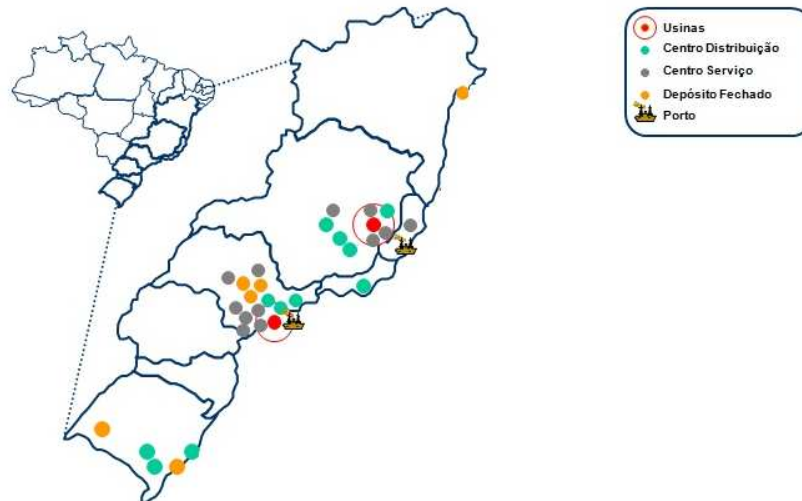 Usinas
Centro Distribuição
Centro Serviço
Depósito Fechado
Porto